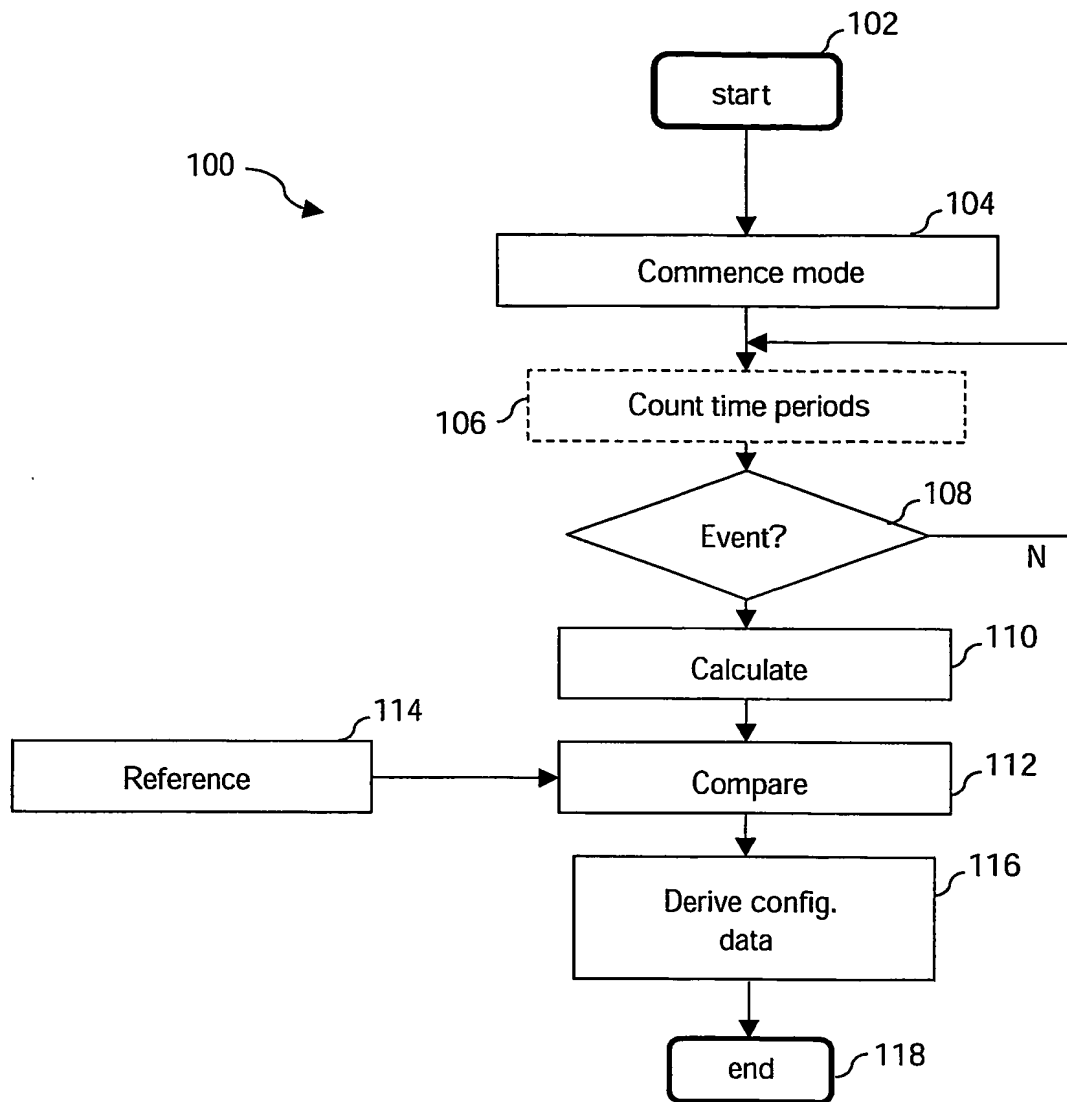 102
start
100
104
Commence mode
Count time periods
106
108
Event?
N
110
Calculate
114
Reference
112
Compare
116
Derive config.
data
end
118